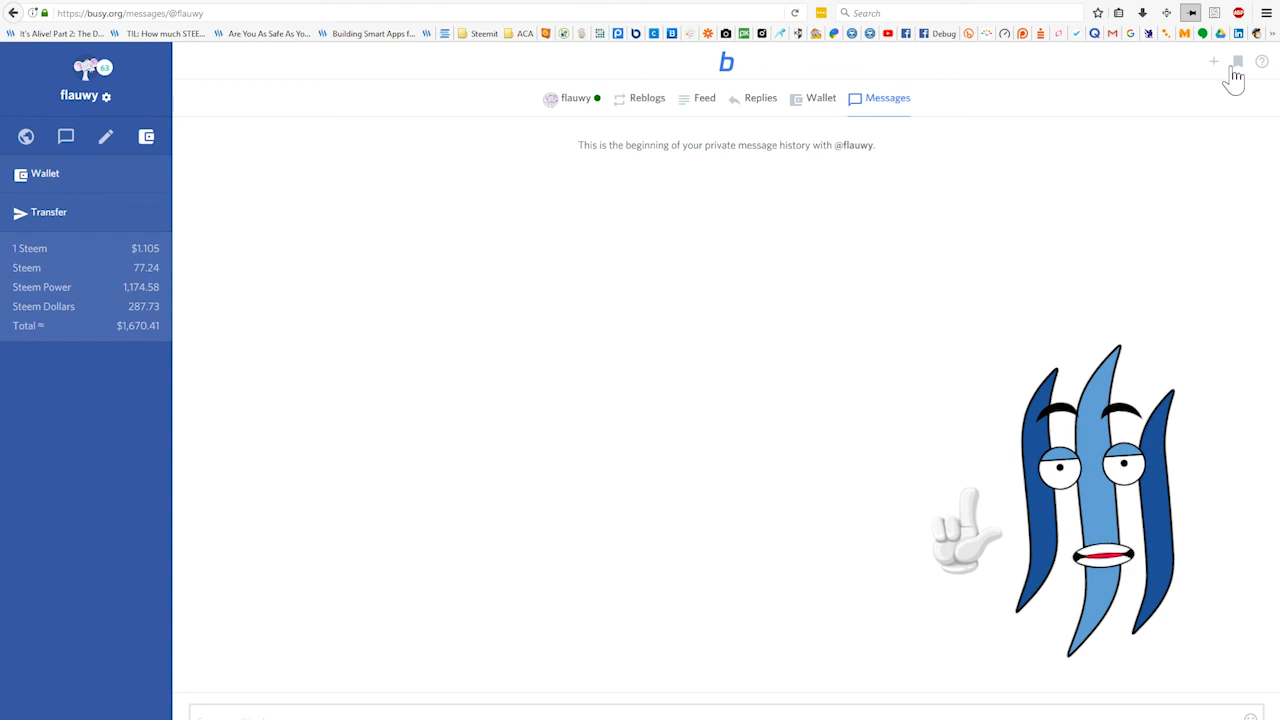 https://busy.org/messages/@flauwy
Search
It's Alive! Part 2: The D...
TIL: How much STEE...
Are You As Safe As Yo...
Building Smart Apps f...
Steemit
ACA
Debug
63
flauwy
b
flauwy
Reblogs
Feed
Replies
Wallet
Messages
This is the beginning of your private message history with @flauwy.
Wallet
Transfer
1 Steem $1.105
Steem 77.24
Steem Power 1,174.58
Steem Dollars 287.73
Total ≈ $1,670.41